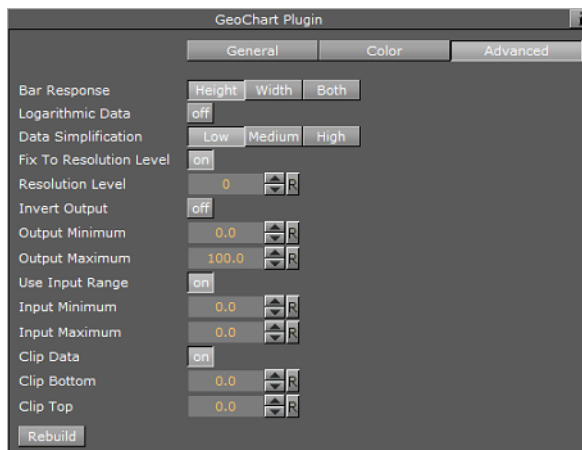 GeoChart Plugin i
General Color Advanced
Bar Response Height Width Both
Logarithmic Data off
Data Simplification Low Medium High
Fix To Resolution Level on
Resolution Level 0 R
Invert Output off
Output Minimum 0.0 R
Output Maximum 100.0 R
Use Input Range on
Input Minimum 0.0 R
Input Maximum 0.0 R
Clip Data on
Clip Bottom 0.0 R
Clip Top 0.0 R
Rebuild